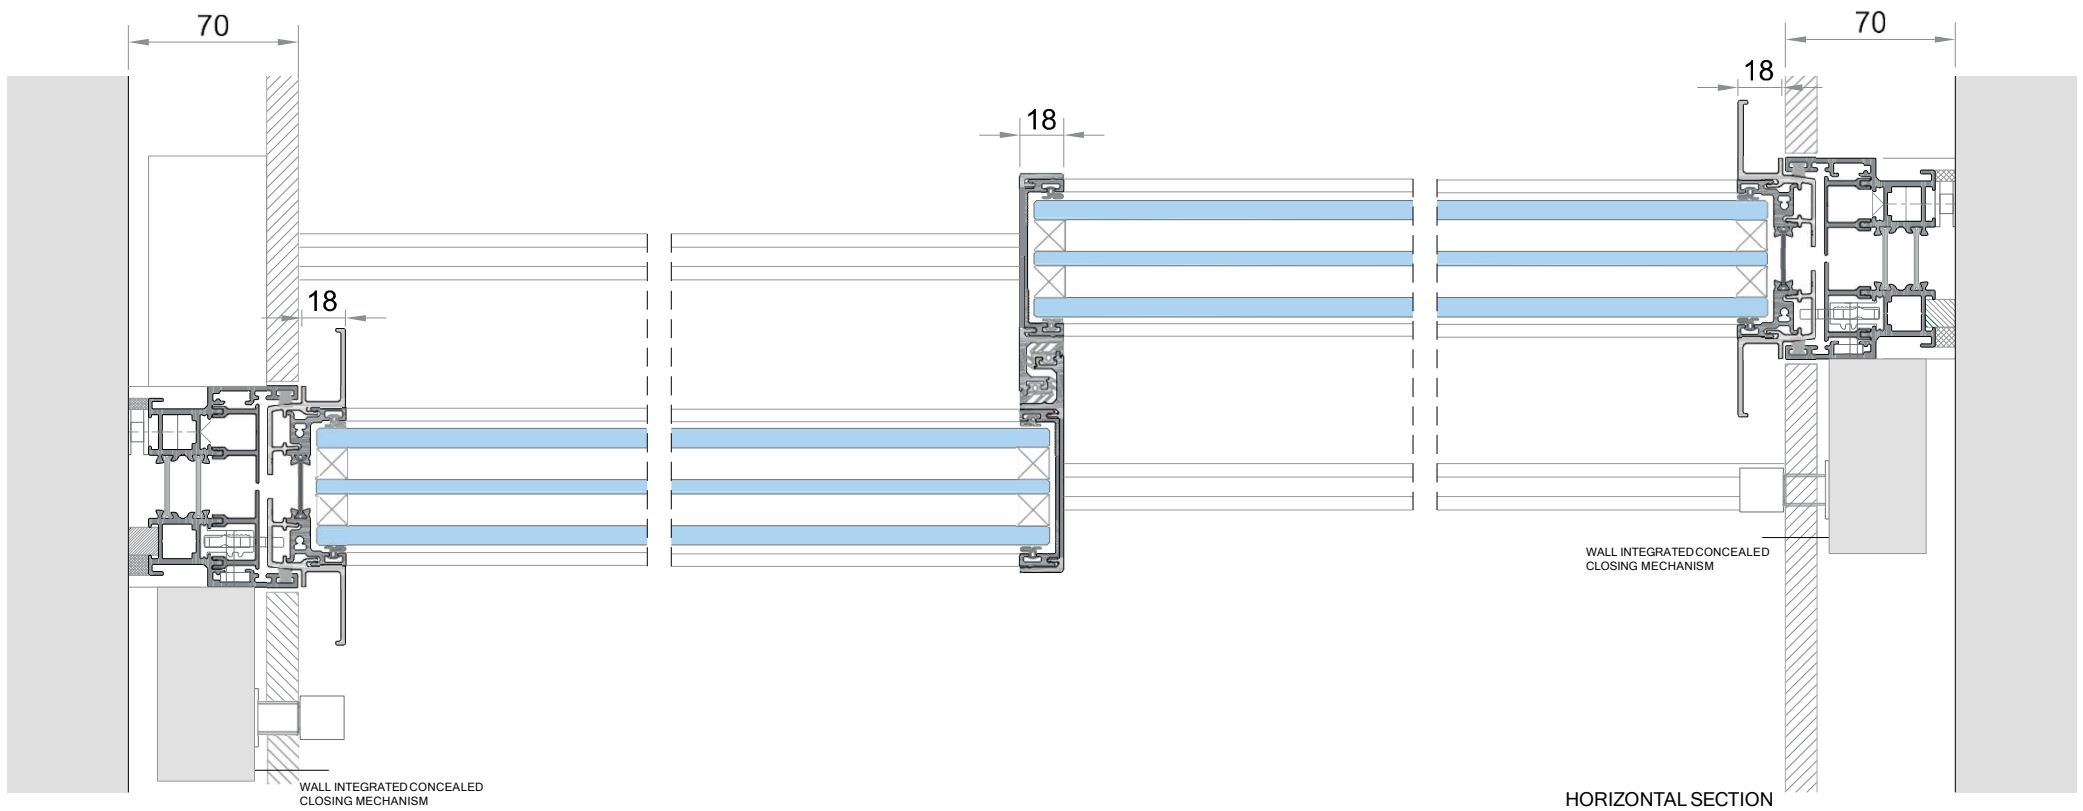 70
70
18
18
18
WALL INTEGRATED CONCEALED
CLOSING MECHANISM
WALL INTEGRATED CONCEALED
CLOSING MECHANISM
HORIZONTAL SECTION